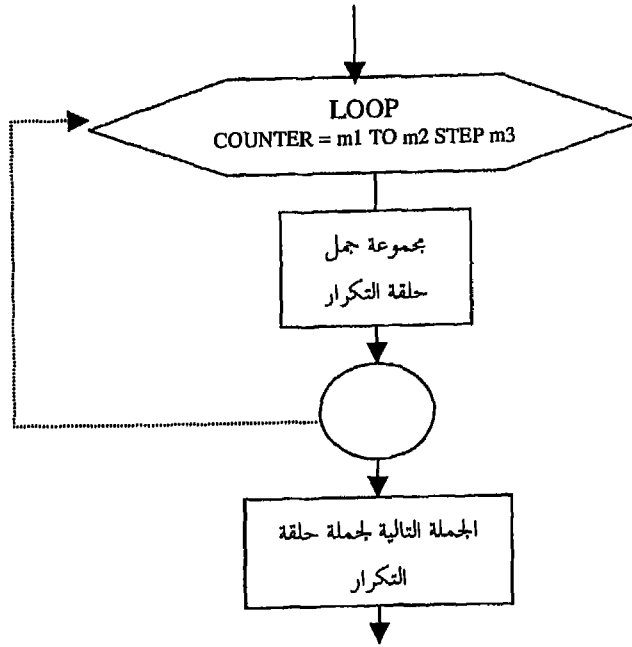 LOOP
COUNTER = m1 TO m2 STEP m3
مجموعة جمل
حلقة التكرار
الجملة التالية لجملة حلقة
التكرار